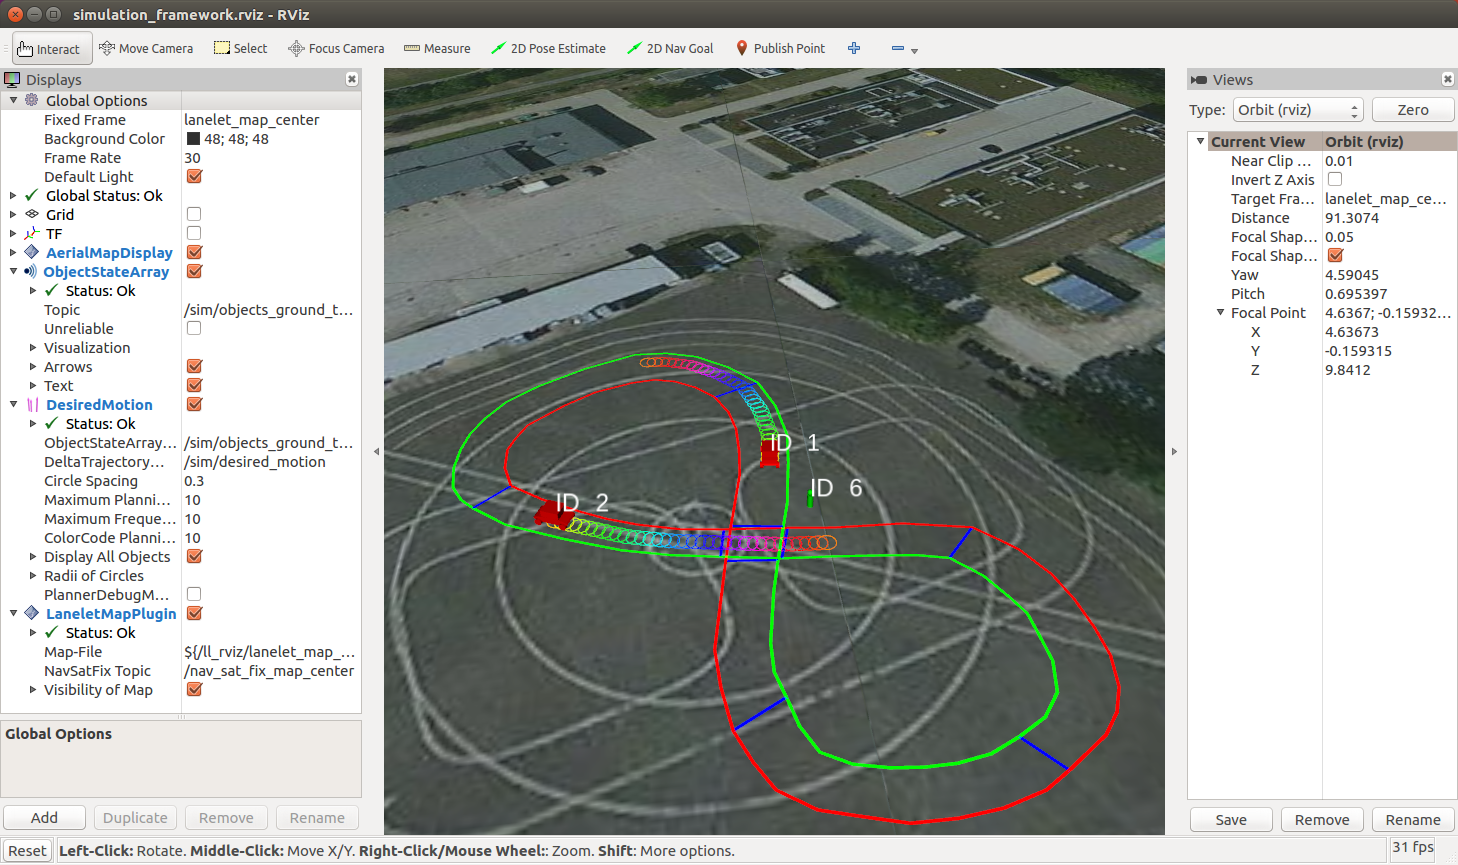 simulation_framework.rviz - RViz
Interact Move Camera Select Focus Camera Measure 2D Pose Estimate 2D Nav Goal Publish Point
Displays
Global Options
Fixed Frame lanelet_map_center
Background Color 48; 48; 48
Frame Rate 30
Default Light
Global Status: Ok
Grid
TF
AerialMapDisplay
ObjectStateArray
Status: Ok
Topic /sim/objects_ground_t...
Unreliable
Visualization
Arrows
Text
DesiredMotion
Status: Ok
ObjectStateArray... /sim/objects_ground_t...
DeltaTrajectory... /sim/desired_motion
Circle Spacing 0.3
Maximum Planni... 10
Maximum Freque... 10
ColorCode Planni... 10
Display All Objects
Radii of Circles
PlannerDebugM...
LaneletMapPlugin
Status: Ok
Map-File ${/ll_rviz/lanelet_map_...
NavSatFix Topic /nav_sat_fix_map_center
Visibility of Map
Global Options
Add Duplicate Remove Rename
ID 1
ID 6
ID 2
Views
Type: Orbit (rviz) Zero
Current View Orbit (rviz)
Near Clip ... 0.01
Invert Z Axis
Target Fra... lanelet_map_ce...
Distance 91.3074
Focal Shap... 0.05
Focal Shap...
Yaw 4.59045
Pitch 0.695397
Focal Point 4.6367; -0.15932...
X 4.63673
Y -0.159315
Z 9.8412
Save Remove Rename
Reset Left-Click: Rotate. Middle-Click: Move X/Y. Right-Click/Mouse Wheel:: Zoom. Shift: More options. 31 fps